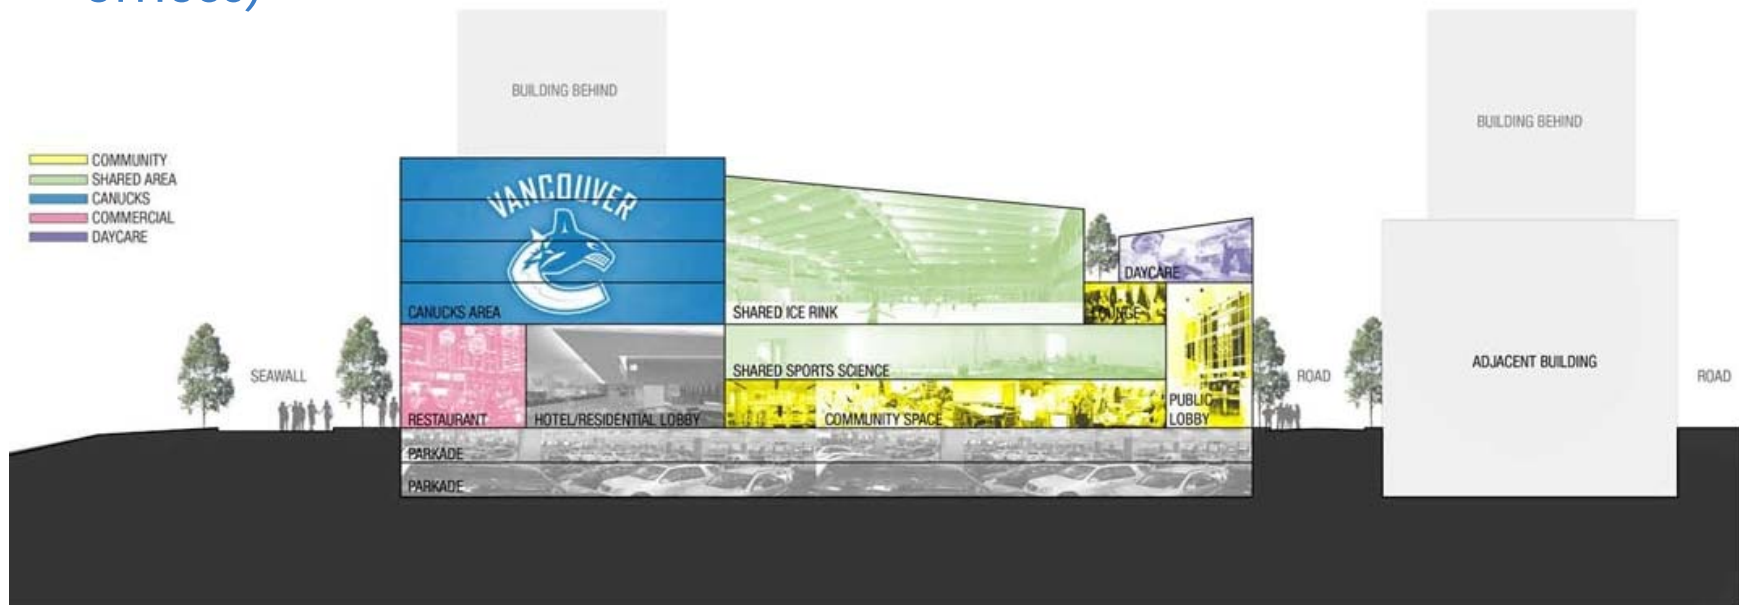 BUILDING BEHIND
BUILDING BEHIND
COMMUNITY
SHARED AREA
CANUCKS
COMMERCIAL
DAYCARE
VANCOUVER
DAYCARE
CANUCKS AREA
SHARED ICE RINK
LOUNGE
SHARED SPORTS SCIENCE
ADJACENT BUILDING
SEAWALL
ROAD
ROAD
RESTAURANT
HOTEL/RESIDENTIAL LOBBY
COMMUNITY SPACE
PUBLIC
LOBBY
PARKADE
PARKADE